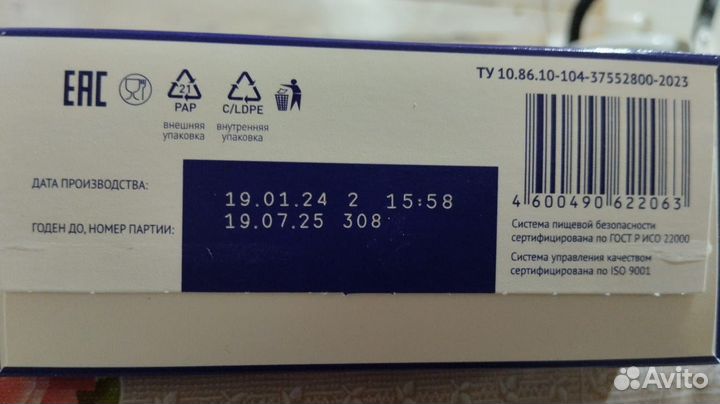 ТУ 10.86.10-104-37552800-2023
EAC
21
PAP
C/LDPE
внешняя
упаковка
внутренняя
упаковка
ДАТА ПРОИЗВОДСТВА:
19.01.24 2 15:58
ГОДЕН ДО, НОМЕР ПАРТИИ:
19.07.25 308
4 600490 622063
Система пищевой безопасности
сертифицирована по ГОСТ Р ИСО 22000
Система управления качеством
сертифицирована по ISO 9001
Avito